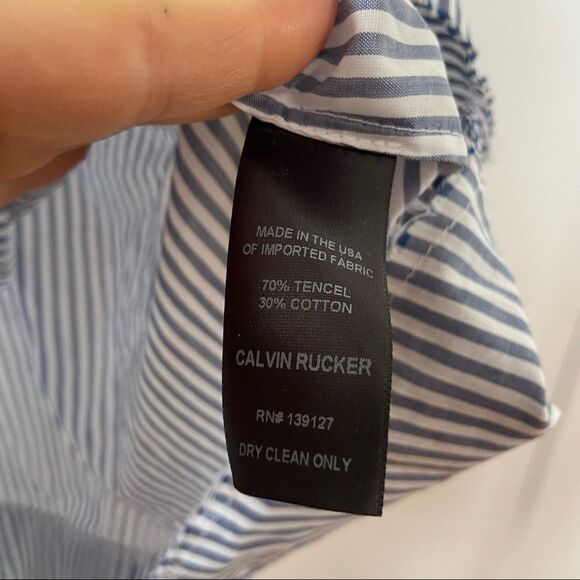 MADE IN THE USA
OF IMPORTED FABRIC
70% TENCEL
30% COTTON
CALVIN RUCKER
RN# 139127
DRY CLEAN ONLY